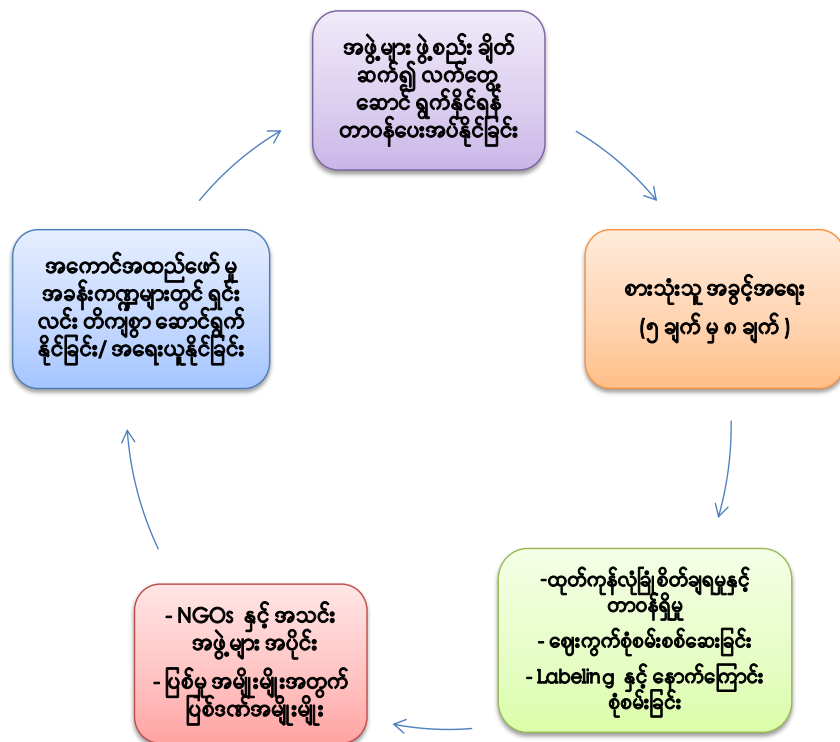 အဖွဲ့များ ဖွဲ့စည်း ချိတ်
ဆက်၍ လက်တွေ့
ဆောင် ရွက်နိုင်ရန်
တာဝန်ပေးအပ်နိုင်ခြင်း
စားသုံးသူ အခွင့်အရေး
(၅ ချက် မှ ၈ ချက် )
-ထုတ်ကုန်လုံခြုံစိတ်ချရမှုနှင့်
တာဝန်ရှိမှု
- ဈေးကွက်စုံစမ်းစစ်ဆေးခြင်း
- Labeling နှင့် နောက်ကြောင်း
စုံစမ်းခြင်း
- NGOs နှင့် အသင်း
အဖွဲ့များ အပိုင်း
- ပြစ်မှု အမျိုးမျိုးအတွက်
ပြစ်ဒဏ်အမျိုးမျိုး
အကောင်အထည်ဖော် မှု
အခန်းကဏ္ဍများတွင် ရှင်း
လင်း တိကျစွာ ဆောင်ရွက်
နိုင်ခြင်း/ အရေးယူနိုင်ခြင်း